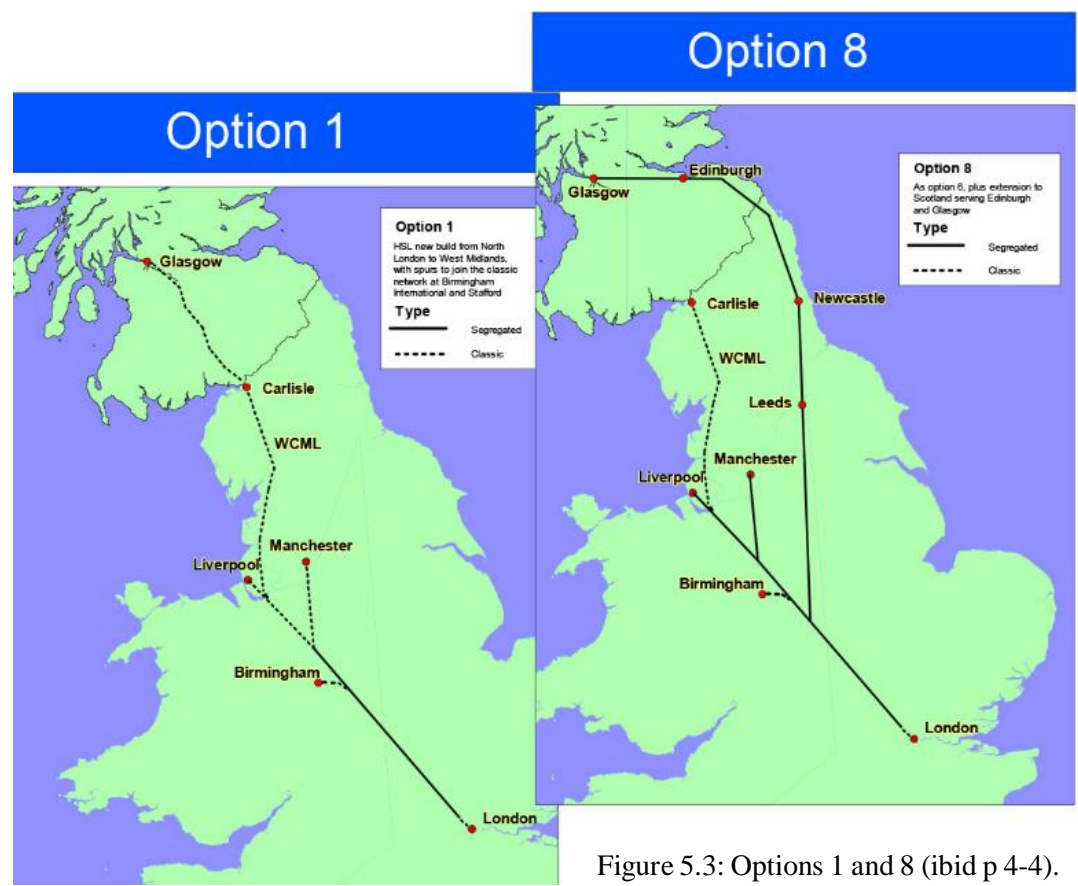 Option 1
Option 1
HSL new build from North
London to West Midlands,
with spurs to join the classic
network at Birmingham
International and Stafford
Type
Segregated
Classic
Glasgow
Carlisle
WCML
Manchester
Liverpool
Birmingham
London
Option 8
Option 8
As option 6, plus extension to
Scotland serving Edinburgh
and Glasgow
Type
Segregated
Classic
Edinburgh
Glasgow
Carlisle
Newcastle
WCML
Leeds
Manchester
Liverpool
Birmingham
London
Figure 5.3: Options 1 and 8 (ibid p 4-4).